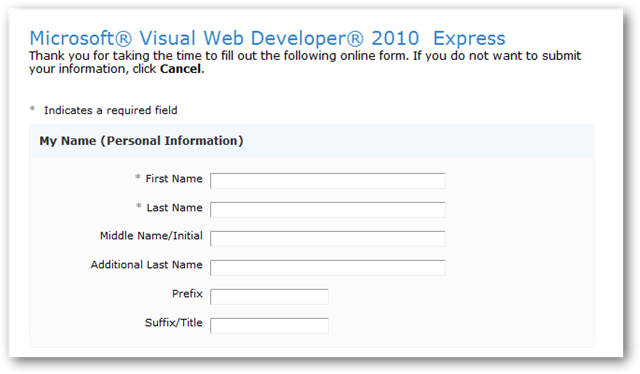 Microsoft® Visual Web Developer® 2010  Express
Thank you for taking the time to fill out the following online form. If you do not want to submit
your information, click Cancel.
* Indicates a required field
My Name (Personal Information)
* First Name
* Last Name
Middle Name/Initial
Additional Last Name
Prefix
Suffix/Title